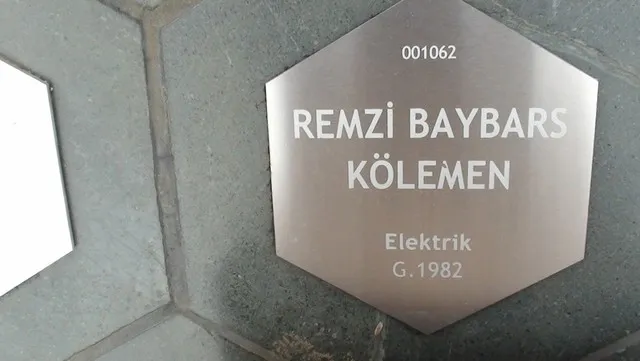 001062
REMZİ BAYBARS
KÖLEMEN
Elektrik
G.1982